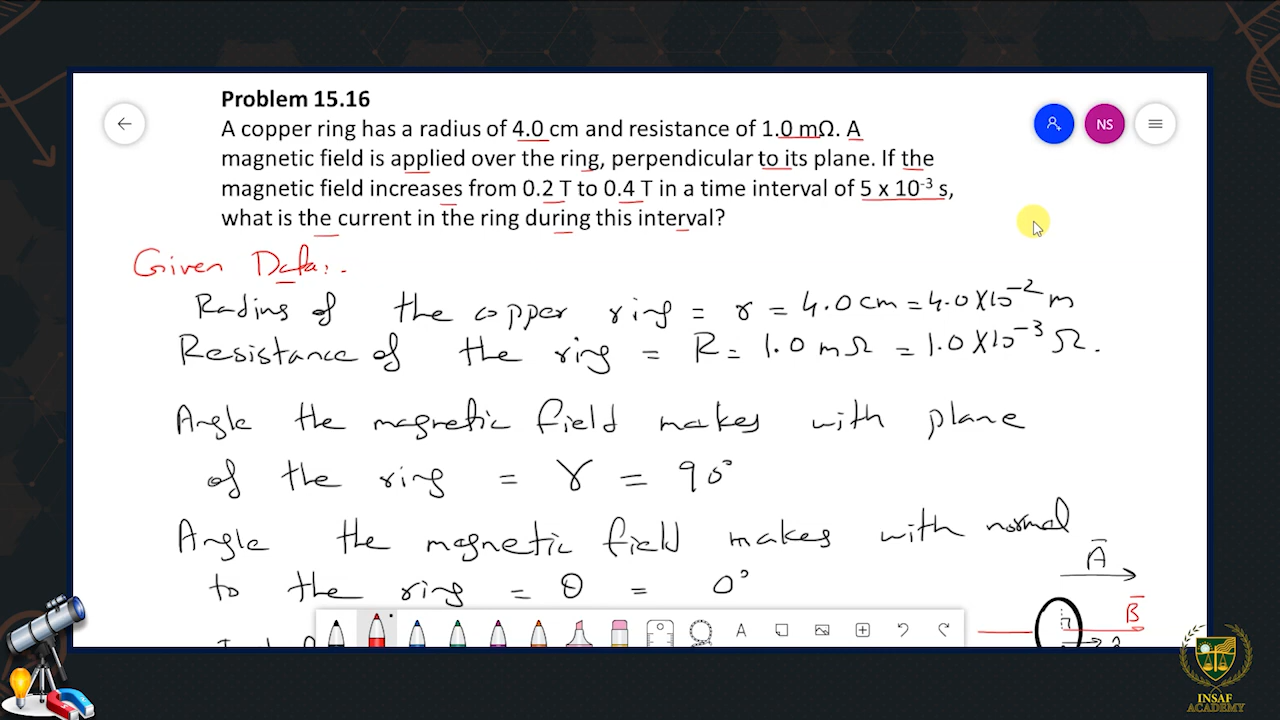 Problem 15.16
A copper ring has a radius of 4.0 cm and resistance of 1.0 mΩ. A
magnetic field is applied over the ring, perpendicular to its plane. If the
magnetic field increases from 0.2 T to 0.4 T in a time interval of 5 x 10⁻³ s,
what is the current in the ring during this interval?
NS
Given Data:.
Radius of the copper ring = r = 4.0 cm = 4.0 X10⁻² m
Resistance of the ring = R = 1.0 mΩ = 1.0 X10⁻³ Ω.
Angle the magnetic field makes with plane
of the ring = γ = 90°
Angle the magnetic field makes with normal
to the ring = θ = 0°
A
B
A
INSAF
ACADEMY